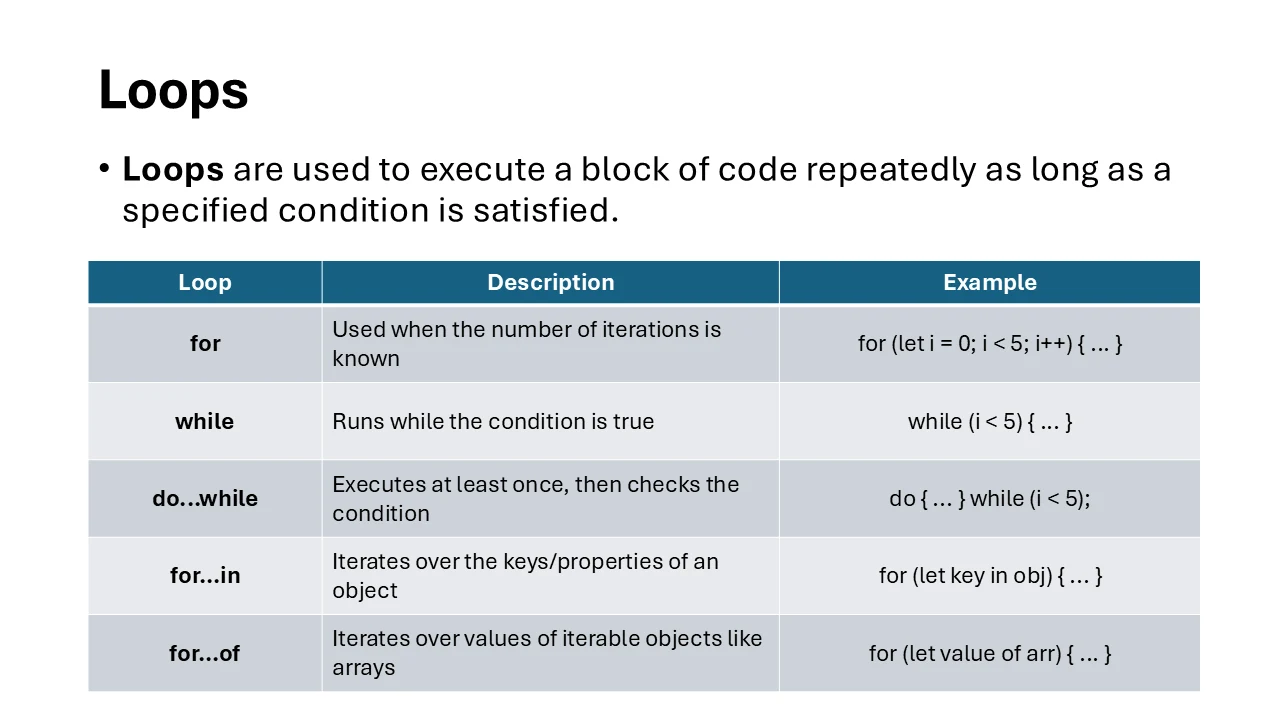 Loops
• Loops are used to execute a block of code repeatedly as long as a
specified condition is satisfied.
Loop Description Example
for Used when the number of iterations is
known for (let i = 0; i < 5; i++) { ... }
while Runs while the condition is true while (i < 5) { ... }
do...while Executes at least once, then checks the
condition do { ... } while (i < 5);
for...in Iterates over the keys/properties of an
object for (let key in obj) { ... }
for...of Iterates over values of iterable objects like
arrays for (let value of arr) { ... }